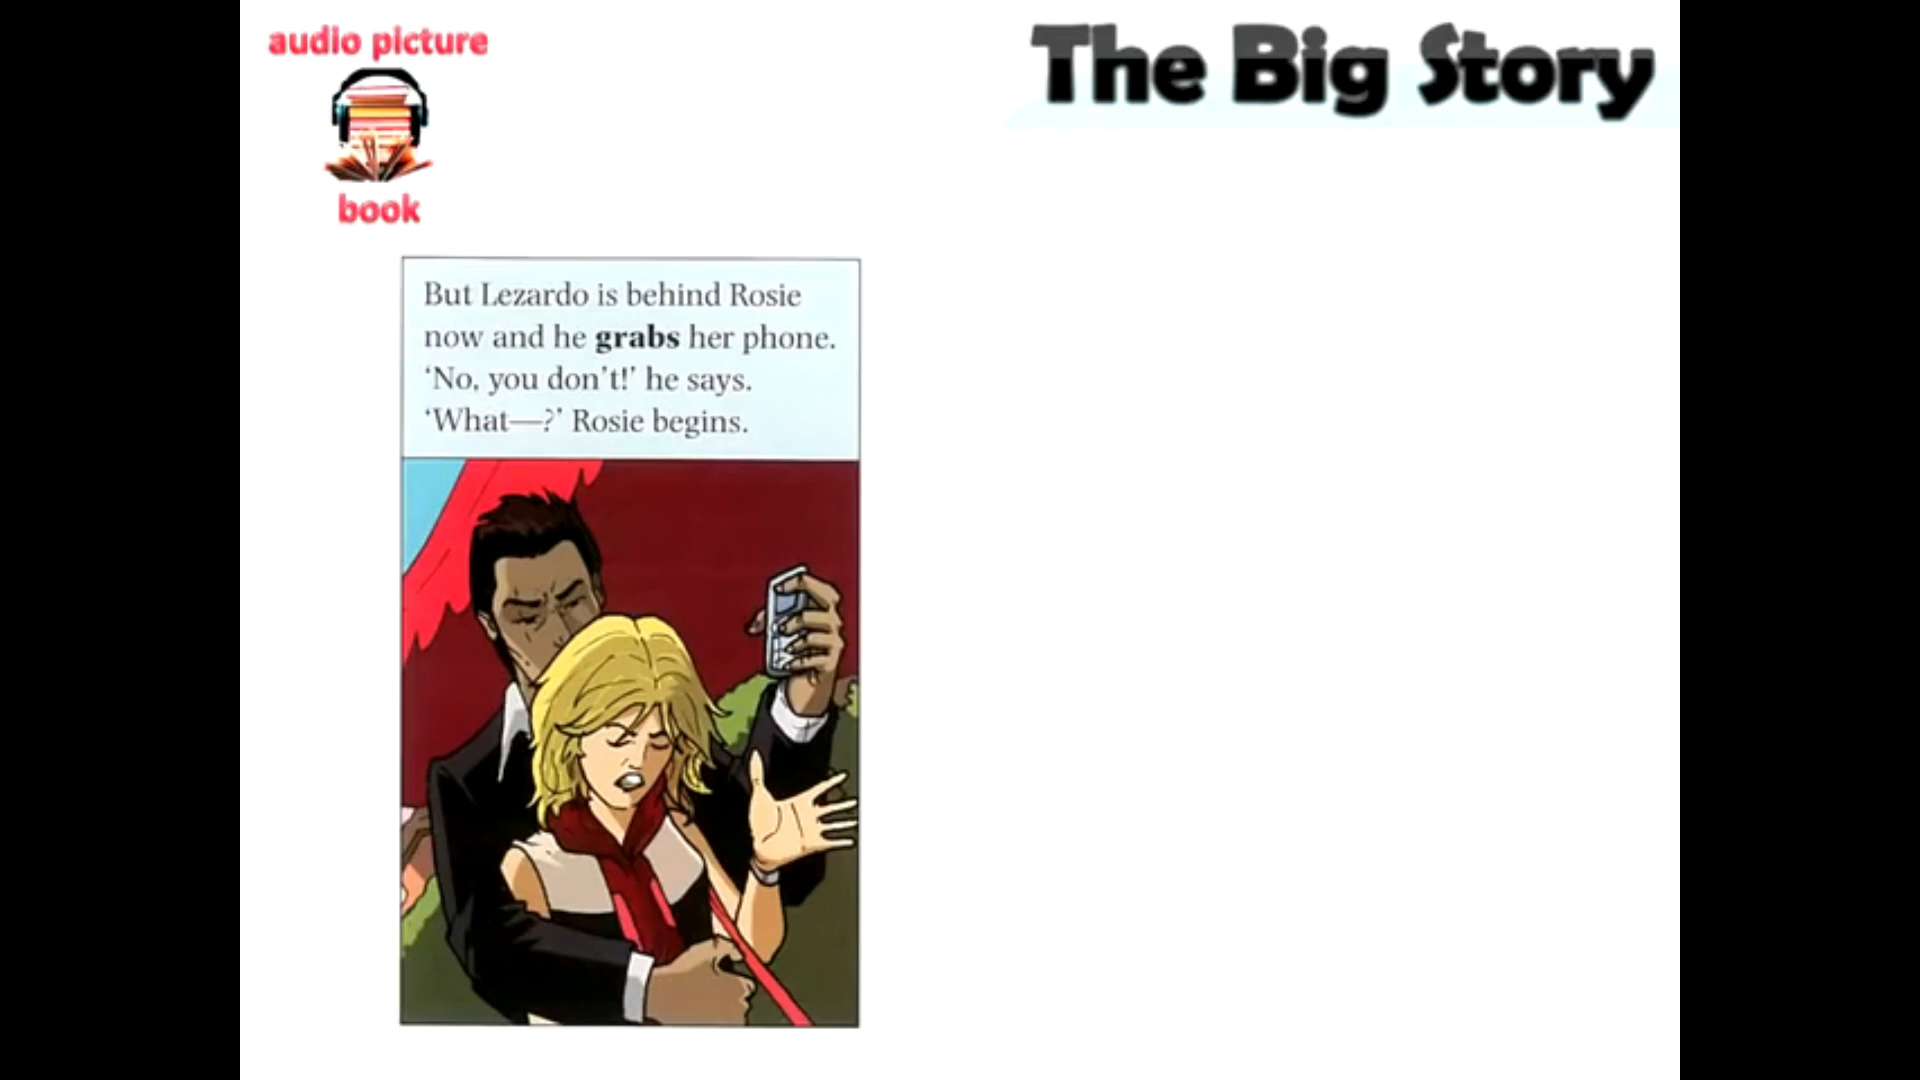 audio picture
book
The Big Story
But Lezardo is behind Rosie
now and he grabs her phone.
‘No, you don’t!’ he says.
‘What—?’ Rosie begins.